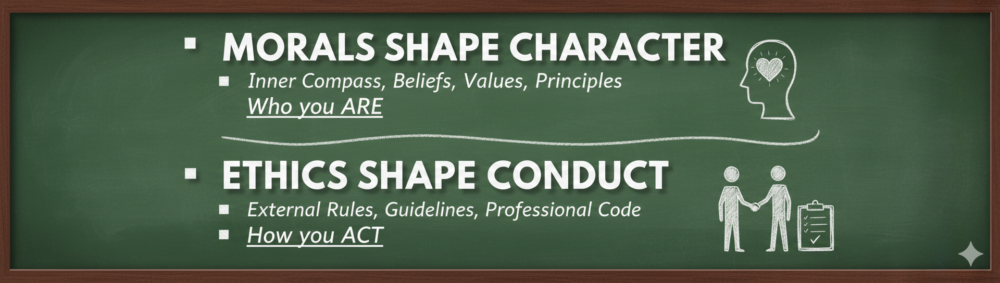 ▪ MORALS SHAPE CHARACTER
▪ Inner Compass, Beliefs, Values, Principles
Who you ARE
▪ ETHICS SHAPE CONDUCT
▪ External Rules, Guidelines, Professional Code
▪ How you ACT